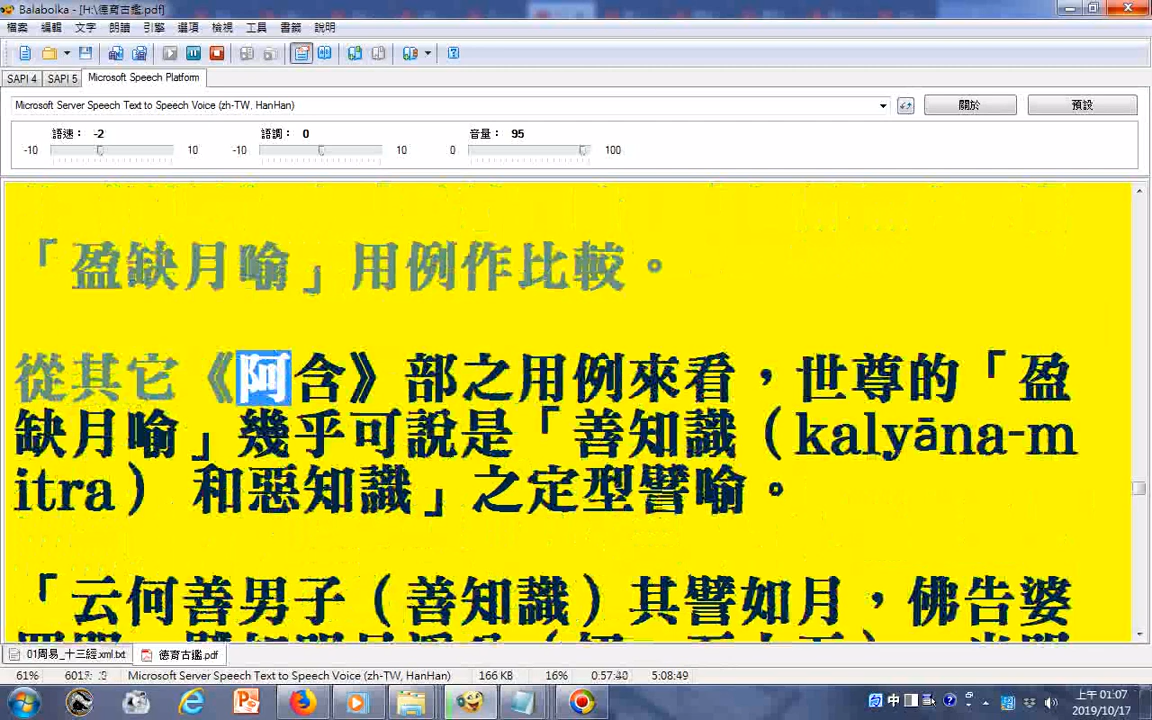 Balabolka - [H:\德育古鑑.pdf]
檔案 編輯 文字 朗讀 引擎 選項 檢視 工具 書籤 說明
SAPI 4 SAPI 5 Microsoft Speech Platform
Microsoft Server Speech Text to Speech Voice (zh-TW, HanHan) 關於 預設
語速： -2 語調： 0 音量： 95
-10 10 -10 10 0 100
「盈缺月喻」用例作比較。
從其它《阿含》部之用例來看，世尊的「盈
缺月喻」幾乎可說是「善知識（kalyāna-m
itra） 和惡知識」之定型譬喻。
「云何善男子（善知識）其譬如月，佛告婆
01周易_十三經.xml.txt 德育古鑑.pdf
61% Microsoft Server Speech Text to Speech Voice (zh-TW, HanHan) 166 KB 16% 0:57:40 5:08:49
中 上午 01:07
2019/10/17